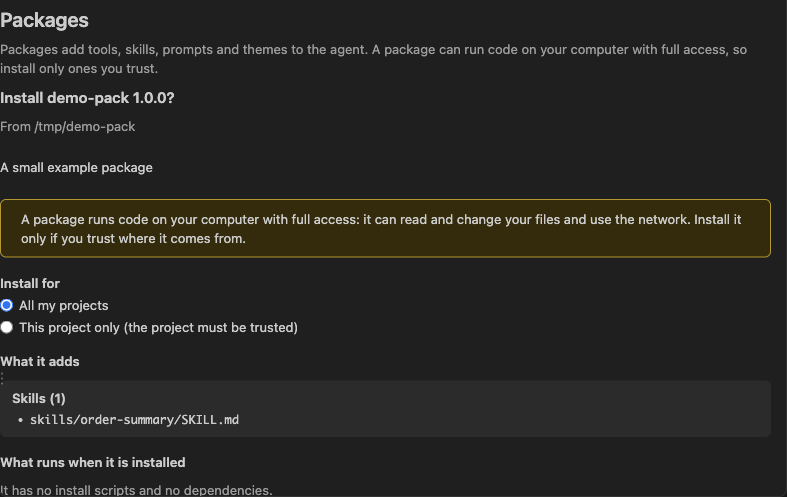 Packages
Packages add tools, skills, prompts and themes to the agent. A package can run code on your computer with full access, so
install only ones you trust.
Install demo-pack 1.0.0?
From /tmp/demo-pack
A small example package
A package runs code on your computer with full access: it can read and change your files and use the network. Install it
only if you trust where it comes from.
Install for
All my projects
This project only (the project must be trusted)
What it adds
Skills (1)
• skills/order-summary/SKILL.md
What runs when it is installed
It has no install scripts and no dependencies.